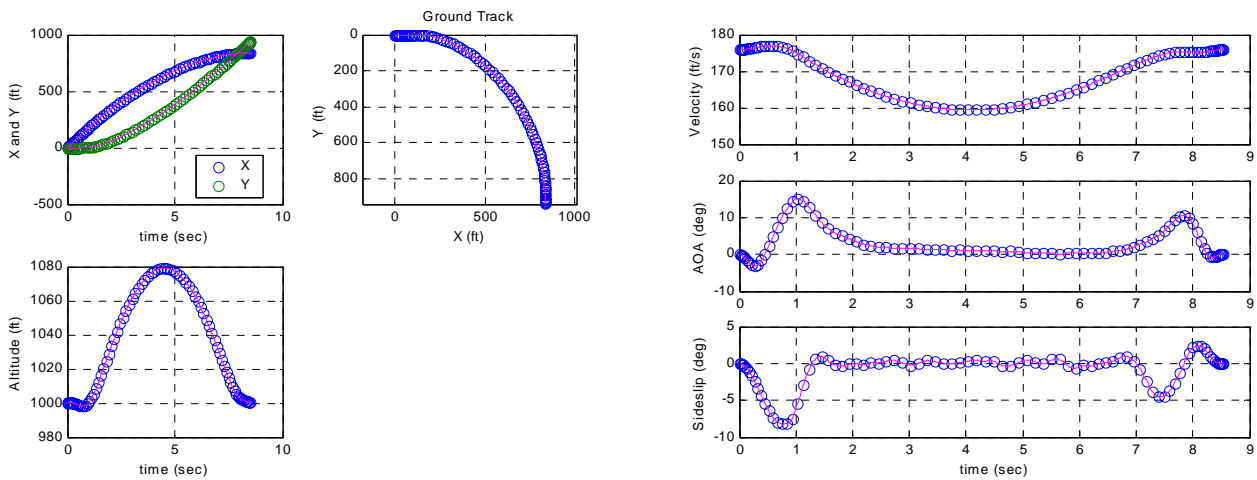 Ground Track
1000
500
0
-500
X and Y (ft)
X
Y
0
5
10
time (sec)
0
200
400
600
800
Y (ft)
0
500
1000
X (ft)
1080
1060
1040
1020
1000
980
Altitude (ft)
0
5
10
time (sec)
180
170
160
150
Velocity (ft/s)
0 1 2 3 4 5 6 7 8 9
20
10
0
-10
AOA (deg)
0 1 2 3 4 5 6 7 8 9
5
0
-5
-10
Sideslip (deg)
0 1 2 3 4 5 6 7 8 9
time (sec)